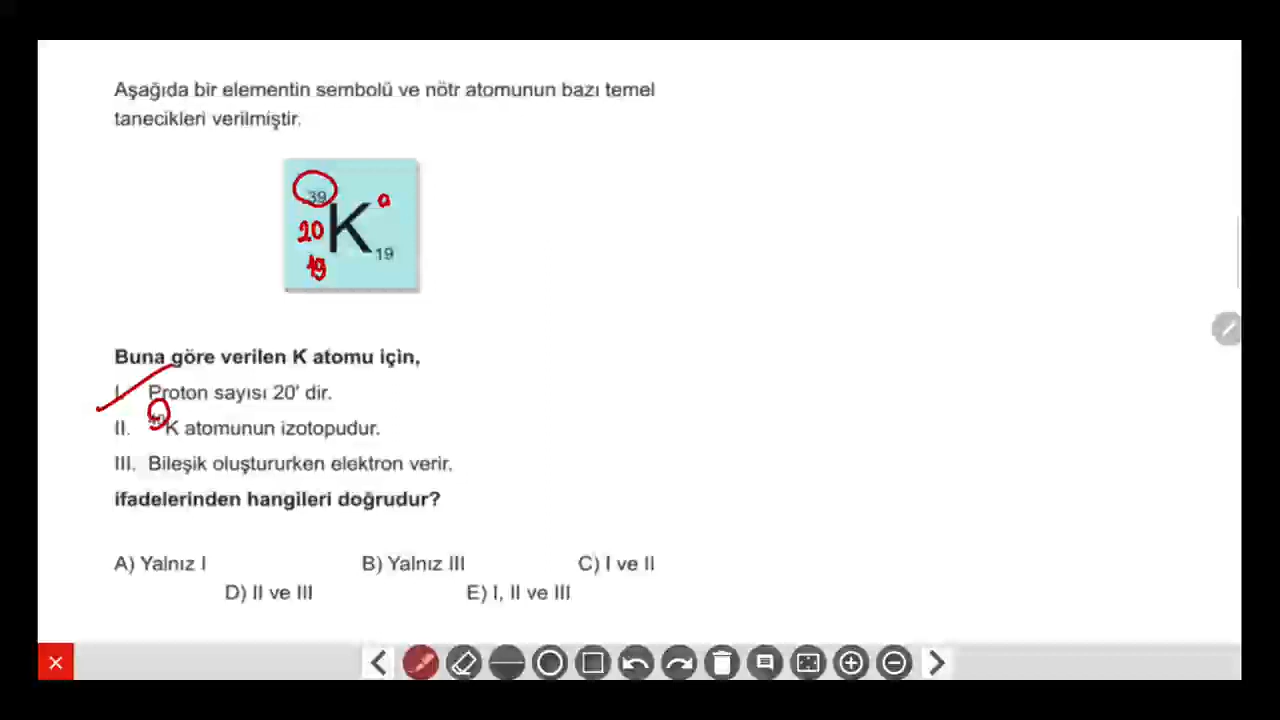 Aşağıda bir elementin sembolü ve nötr atomunun bazı temel
tanecikleri verilmiştir.
39
0
20
K
19
19
Buna göre verilen K atomu için,
I. Proton sayısı 20' dir.
II. K atomunun izotopudur.
III. Bileşik oluştururken elektron verir.
ifadelerinden hangileri doğrudur?
A) Yalnız I B) Yalnız III C) I ve II
D) II ve III E) I, II ve III